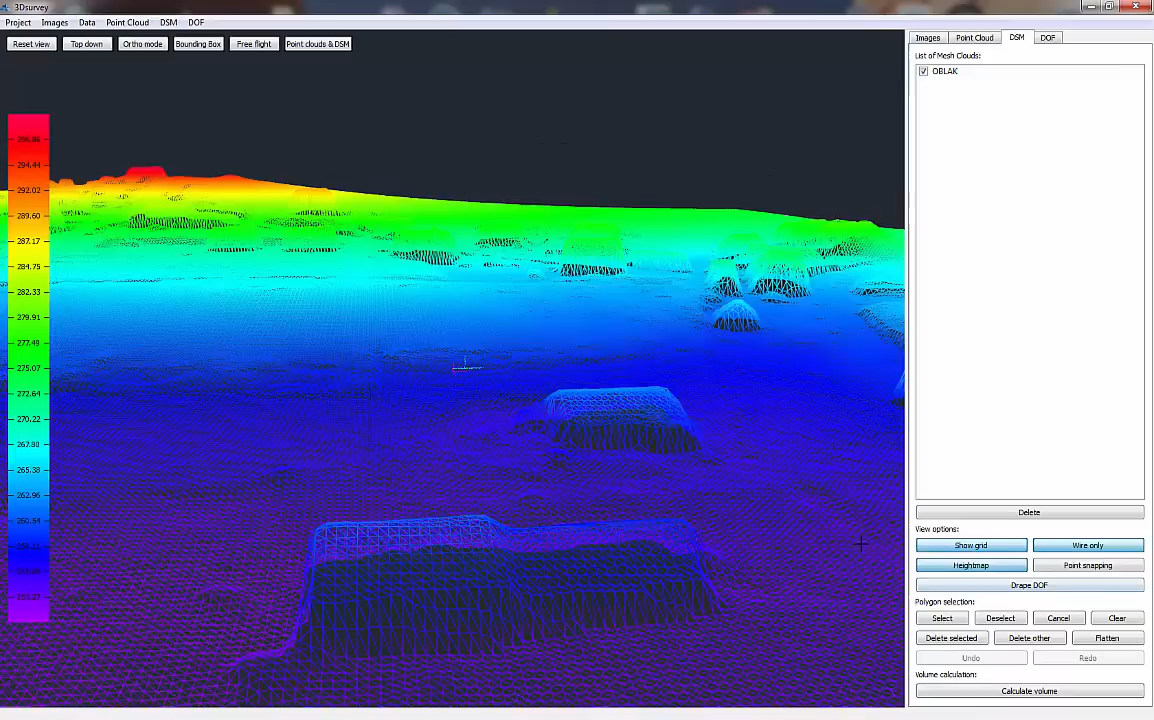 3Dsurvey
Project Images Data Point Cloud DSM DOF
Reset view Top down Ortho mode Bounding Box Free flight Point clouds & DSM
Images Point Cloud DSM DOF
List of Mesh Clouds:
OBLAK
296.86
294.44
292.02
289.60
287.17
284.75
282.33
279.91
277.49
275.07
272.64
270.22
267.80
265.38
262.96
260.54
Delete
View options:
Show grid Wire only
Heightmap Point snapping
Drape DOF
Polygon selection:
Select Deselect Cancel Clear
Delete selected Delete other Flatten
Undo Redo
Volume calculation:
Calculate volume